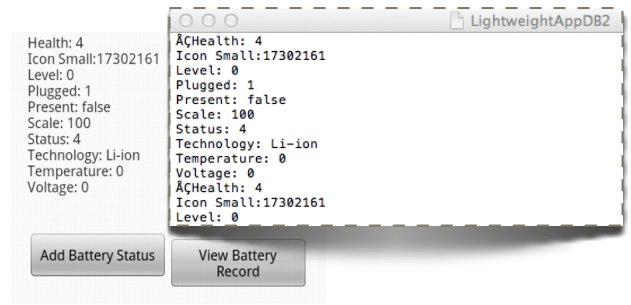 Health: 4
Icon Small:17302161
Level: 0
Plugged: 1
Present: false
Scale: 100
Status: 4
Technology: Li-ion
Temperature: 0
Voltage: 0
Add Battery Status
View Battery
Record
LightweightAppDB2
ÅÇHealth: 4
Icon Small:17302161
Level: 0
Plugged: 1
Present: false
Scale: 100
Status: 4
Technology: Li-ion
Temperature: 0
Voltage: 0
ÅÇHealth: 4
Icon Small:17302161
Level: 0